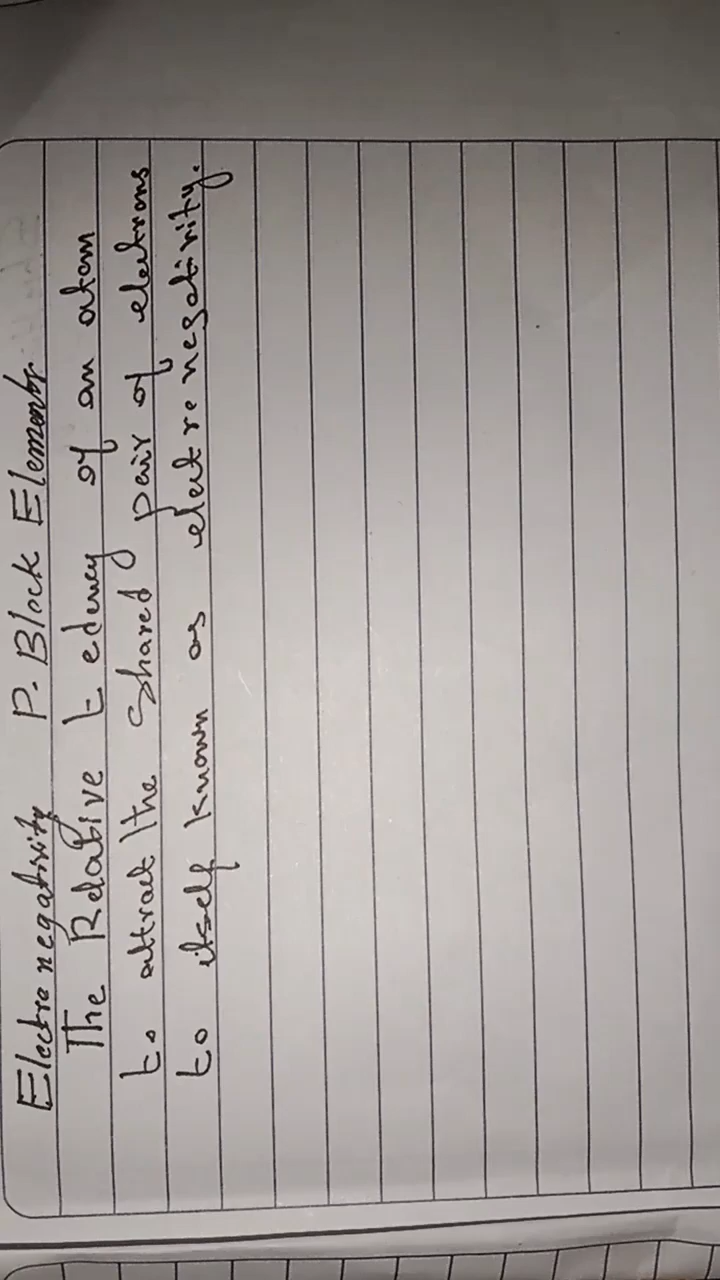 Electronegativity P. Block Elements
The Relative tedency of an atom
to attract the shared pair of electrons
to itself known as electronegativity.